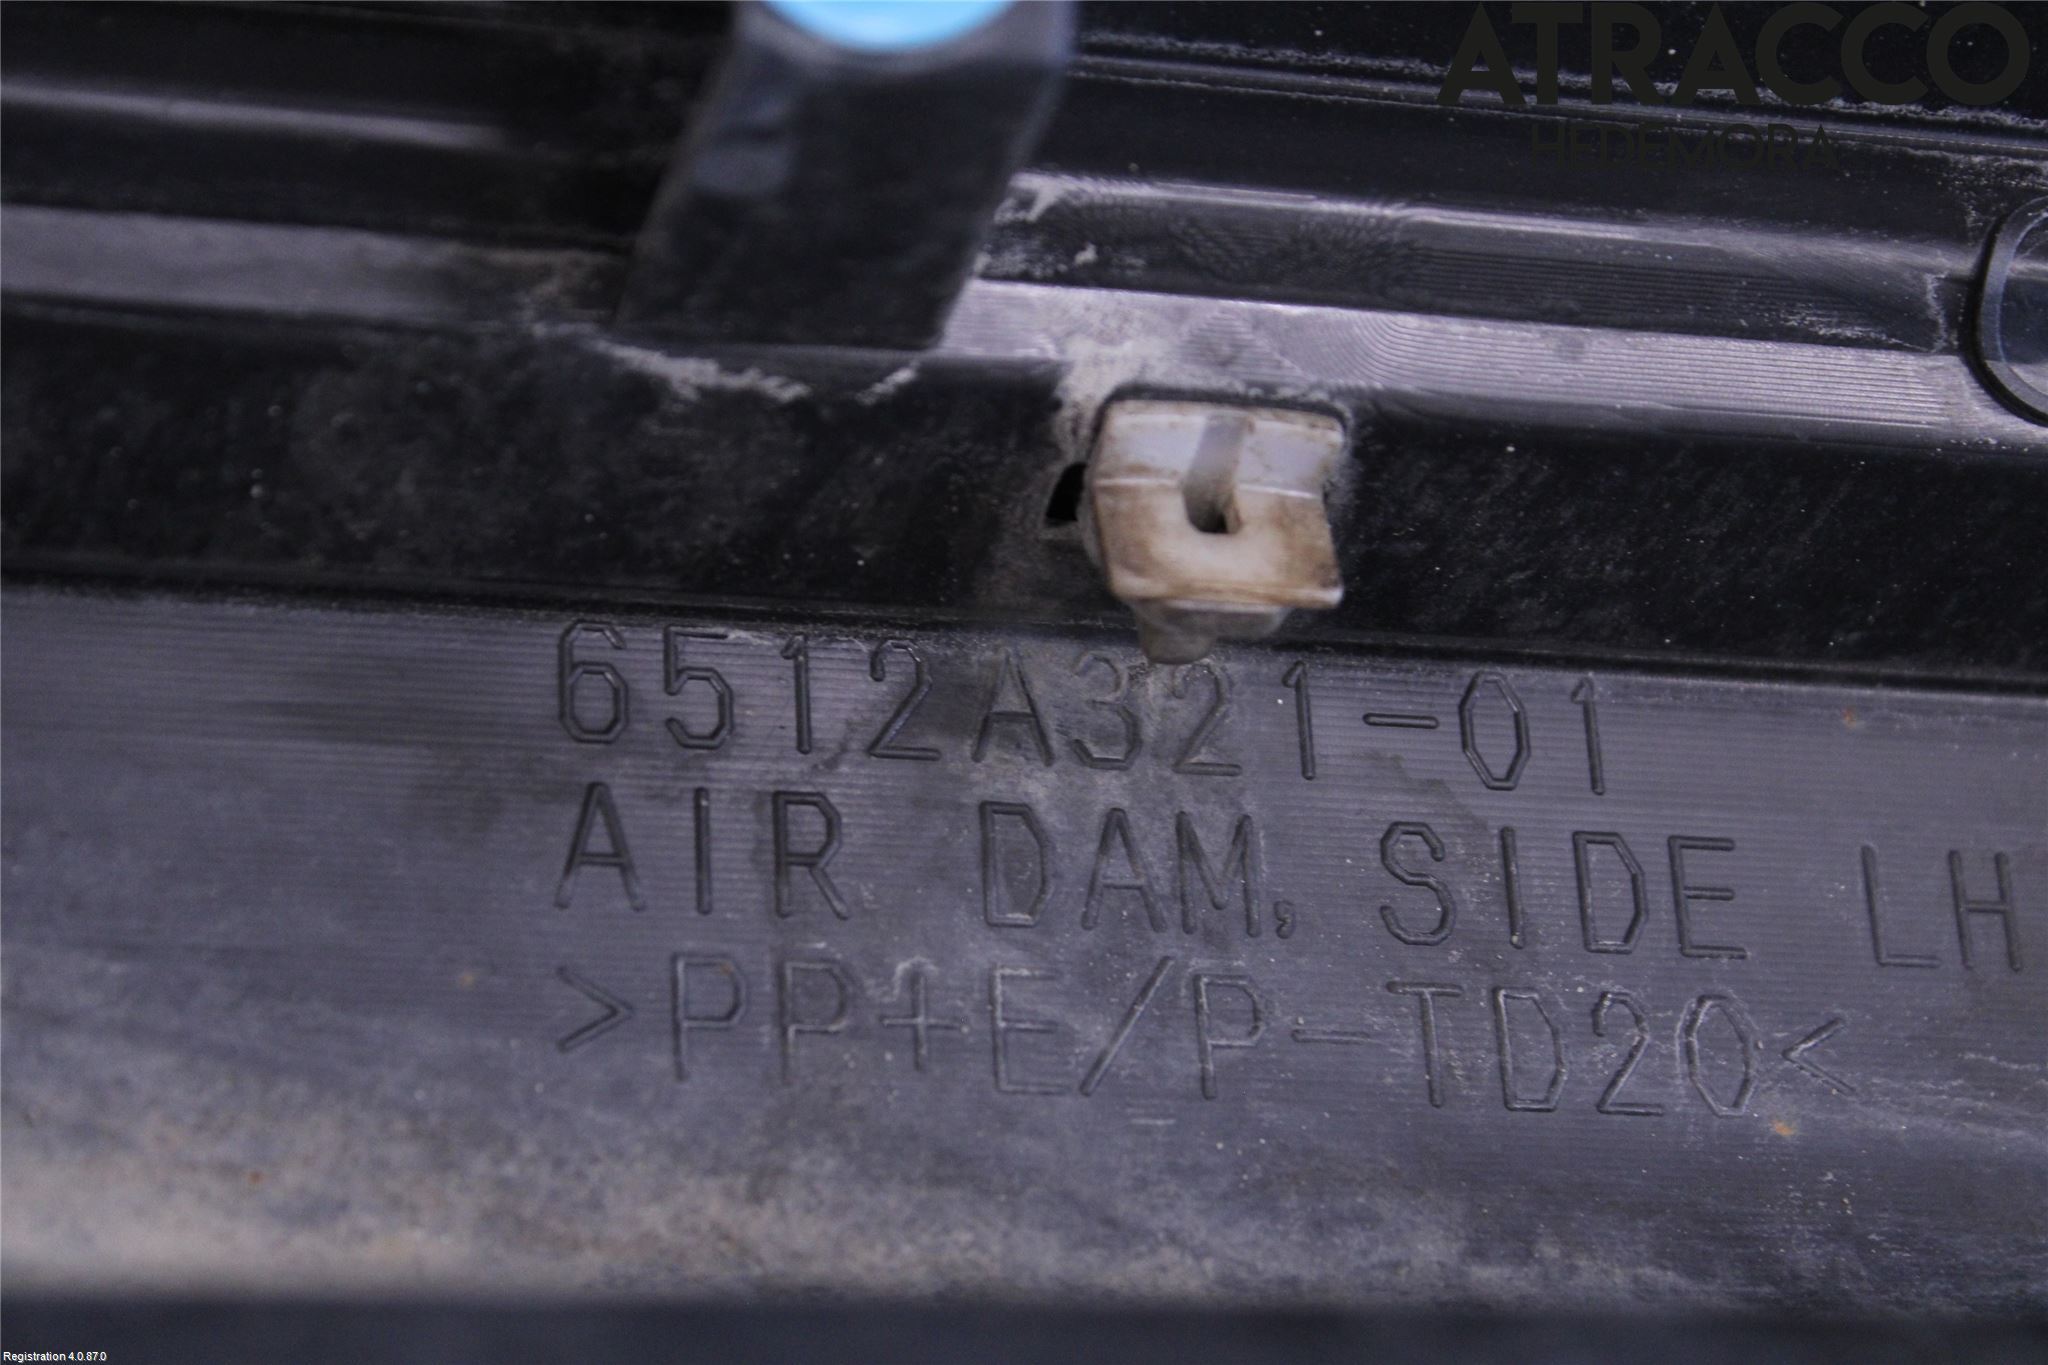 ATRACCO
HEDEMORA
6512A321-01
AIR DAM, SIDE LH
>PP+E/P-TD20<
Registration 4.0.87.0